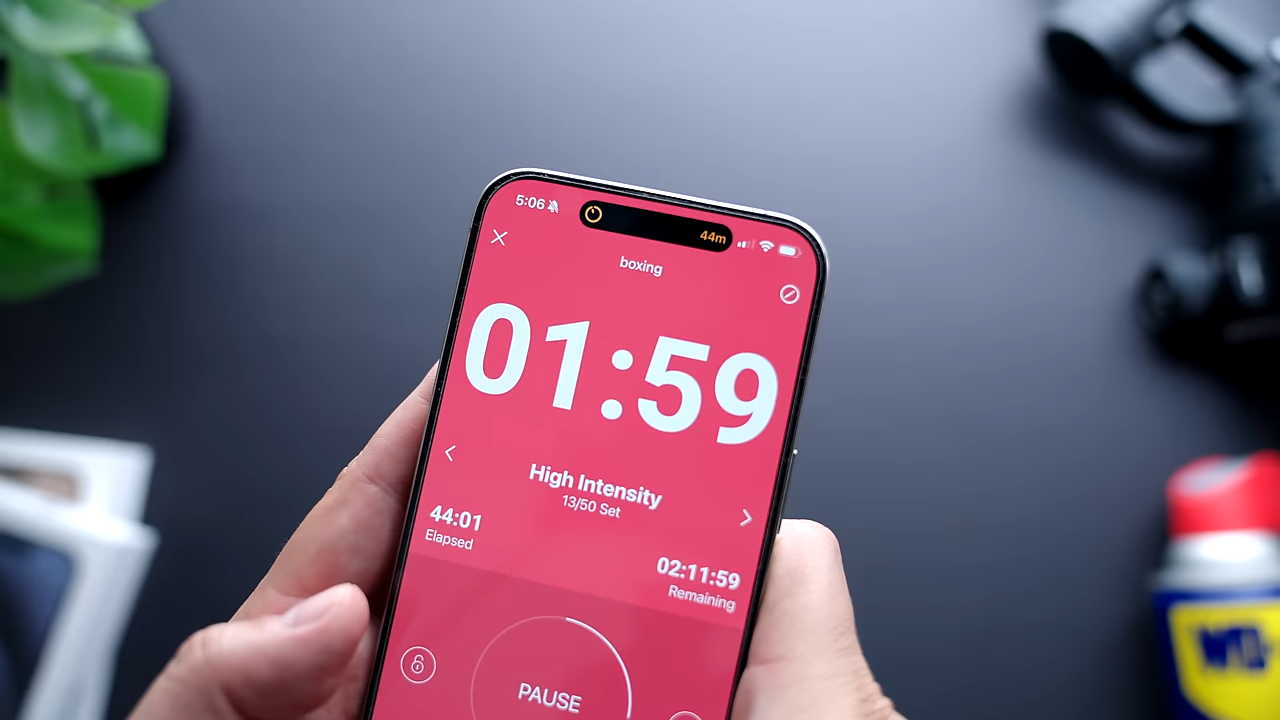 5:06
44m
boxing
01:59
High Intensity
13/50 Set
44:01
Elapsed
02:11:59
Remaining
PAUSE
WD-